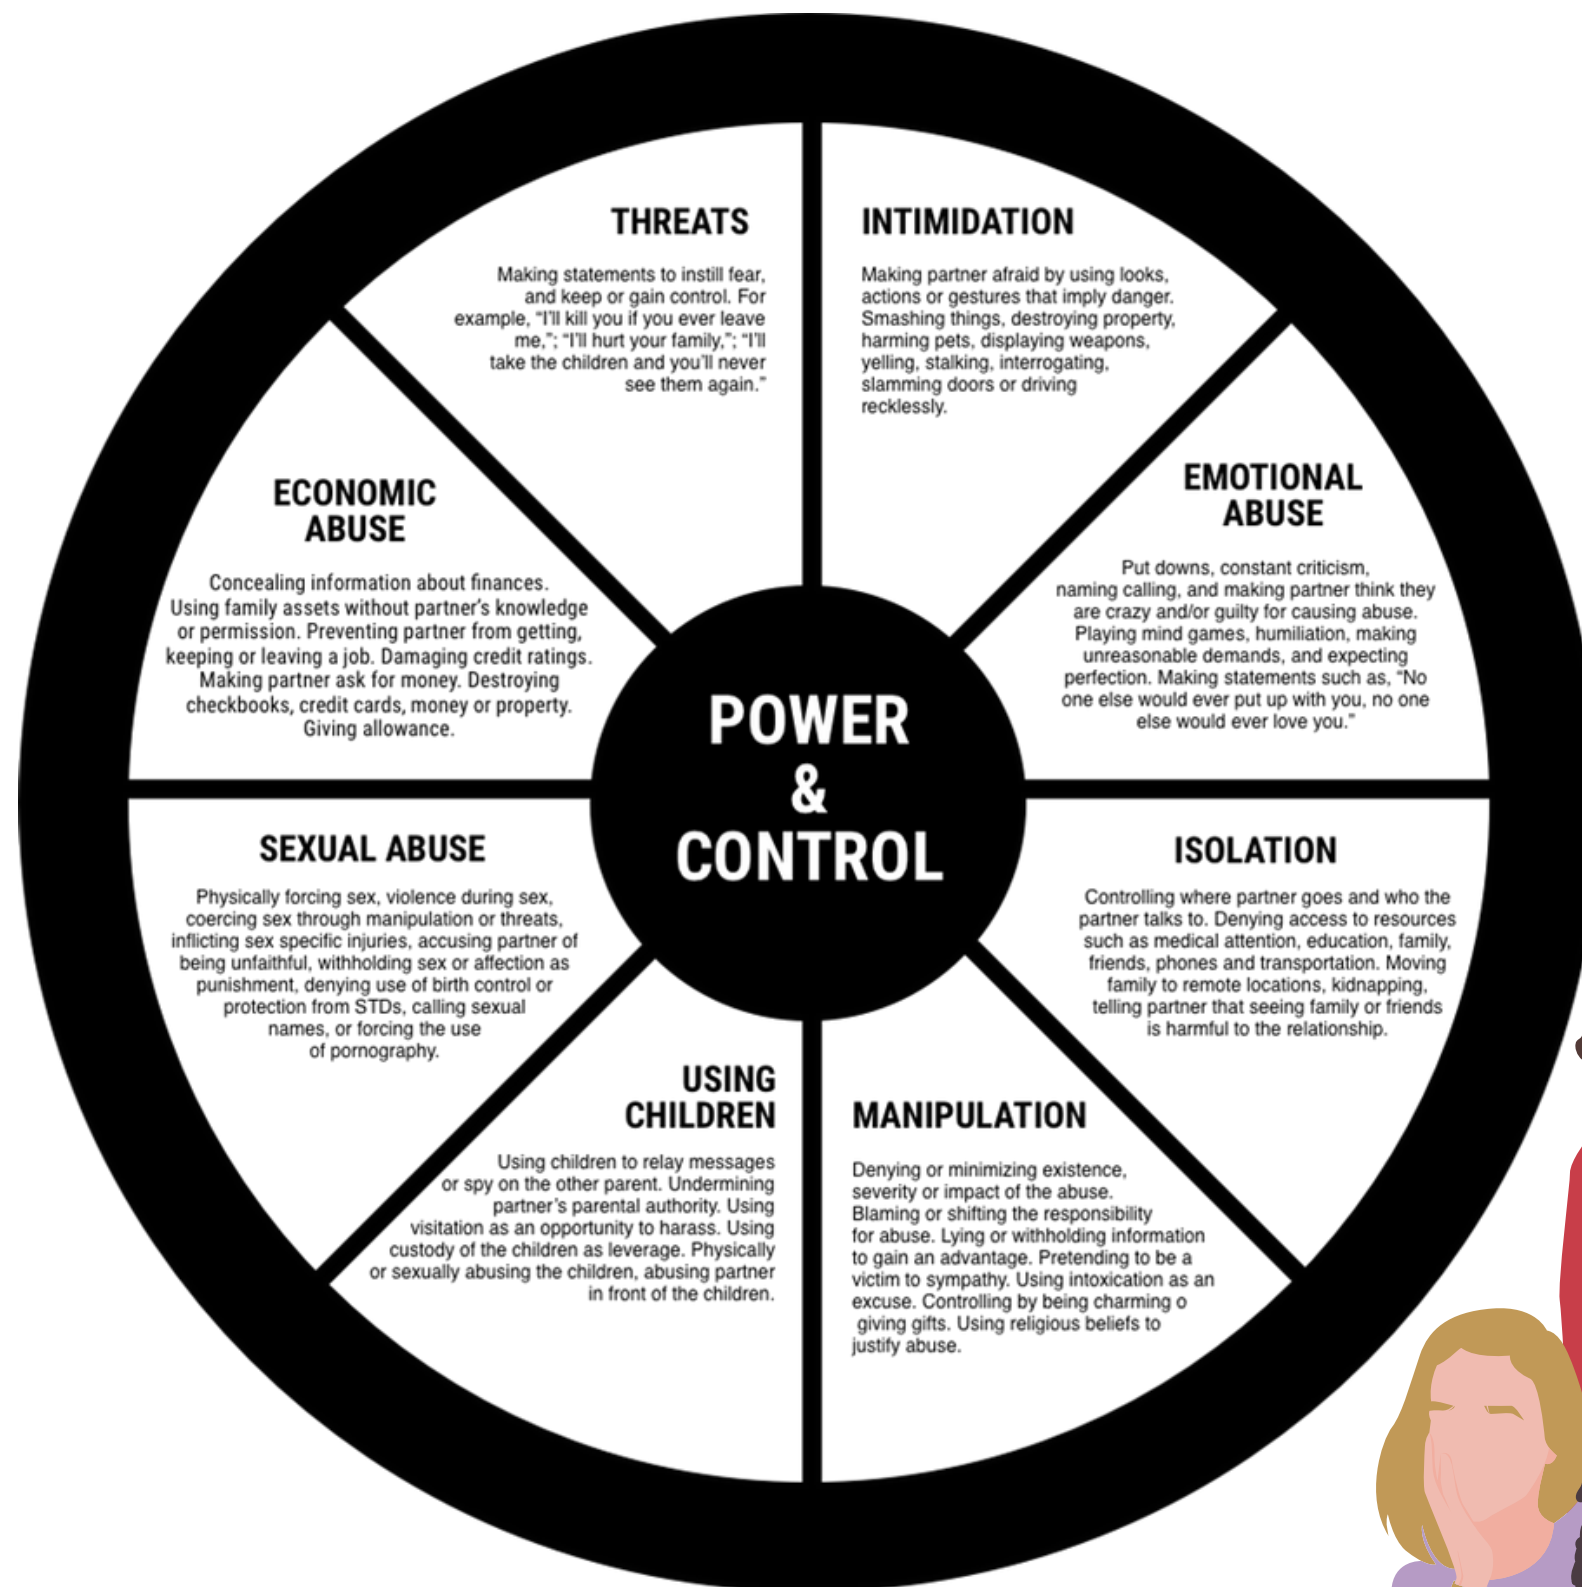 THREATS
Making statements to instill fear,
and keep or gain control. For
example, “I’ll kill you if you ever leave
me,”; “I’ll hurt your family,”; “I’ll
take the children and you’ll never
see them again.”
INTIMIDATION
Making partner afraid by using looks,
actions or gestures that imply danger.
Smashing things, destroying property,
harming pets, displaying weapons,
yelling, stalking, interrogating,
slamming doors or driving
recklessly.
ECONOMIC
ABUSE
Concealing information about finances.
Using family assets without partner’s knowledge
or permission. Preventing partner from getting,
keeping or leaving a job. Damaging credit ratings.
Making partner ask for money. Destroying
checkbooks, credit cards, money or property.
Giving allowance.
EMOTIONAL
ABUSE
Put downs, constant criticism,
naming calling, and making partner think they
are crazy and/or guilty for causing abuse.
Playing mind games, humiliation, making
unreasonable demands, and expecting
perfection. Making statements such as, “No
one else would ever put up with you, no one
else would ever love you.”
POWER
&
CONTROL
SEXUAL ABUSE
Physically forcing sex, violence during sex,
coercing sex through manipulation or threats,
inflicting sex specific injuries, accusing partner of
being unfaithful, withholding sex or affection as
punishment, denying use of birth control or
protection from STDs, calling sexual
names, or forcing the use
of pornography.
ISOLATION
Controlling where partner goes and who the
partner talks to. Denying access to resources
such as medical attention, education, family,
friends, phones and transportation. Moving
family to remote locations, kidnapping,
telling partner that seeing family or friends
is harmful to the relationship.
USING
CHILDREN
Using children to relay messages
or spy on the other parent. Undermining
partner’s parental authority. Using
visitation as an opportunity to harass. Using
custody of the children as leverage. Physically
or sexually abusing the children, abusing partner
in front of the children.
MANIPULATION
Denying or minimizing existence,
severity or impact of the abuse.
Blaming or shifting the responsibility
for abuse. Lying or withholding information
to gain an advantage. Pretending to be a
victim to sympathy. Using intoxication as an
excuse. Controlling by being charming o
giving gifts. Using religious beliefs to
justify abuse.